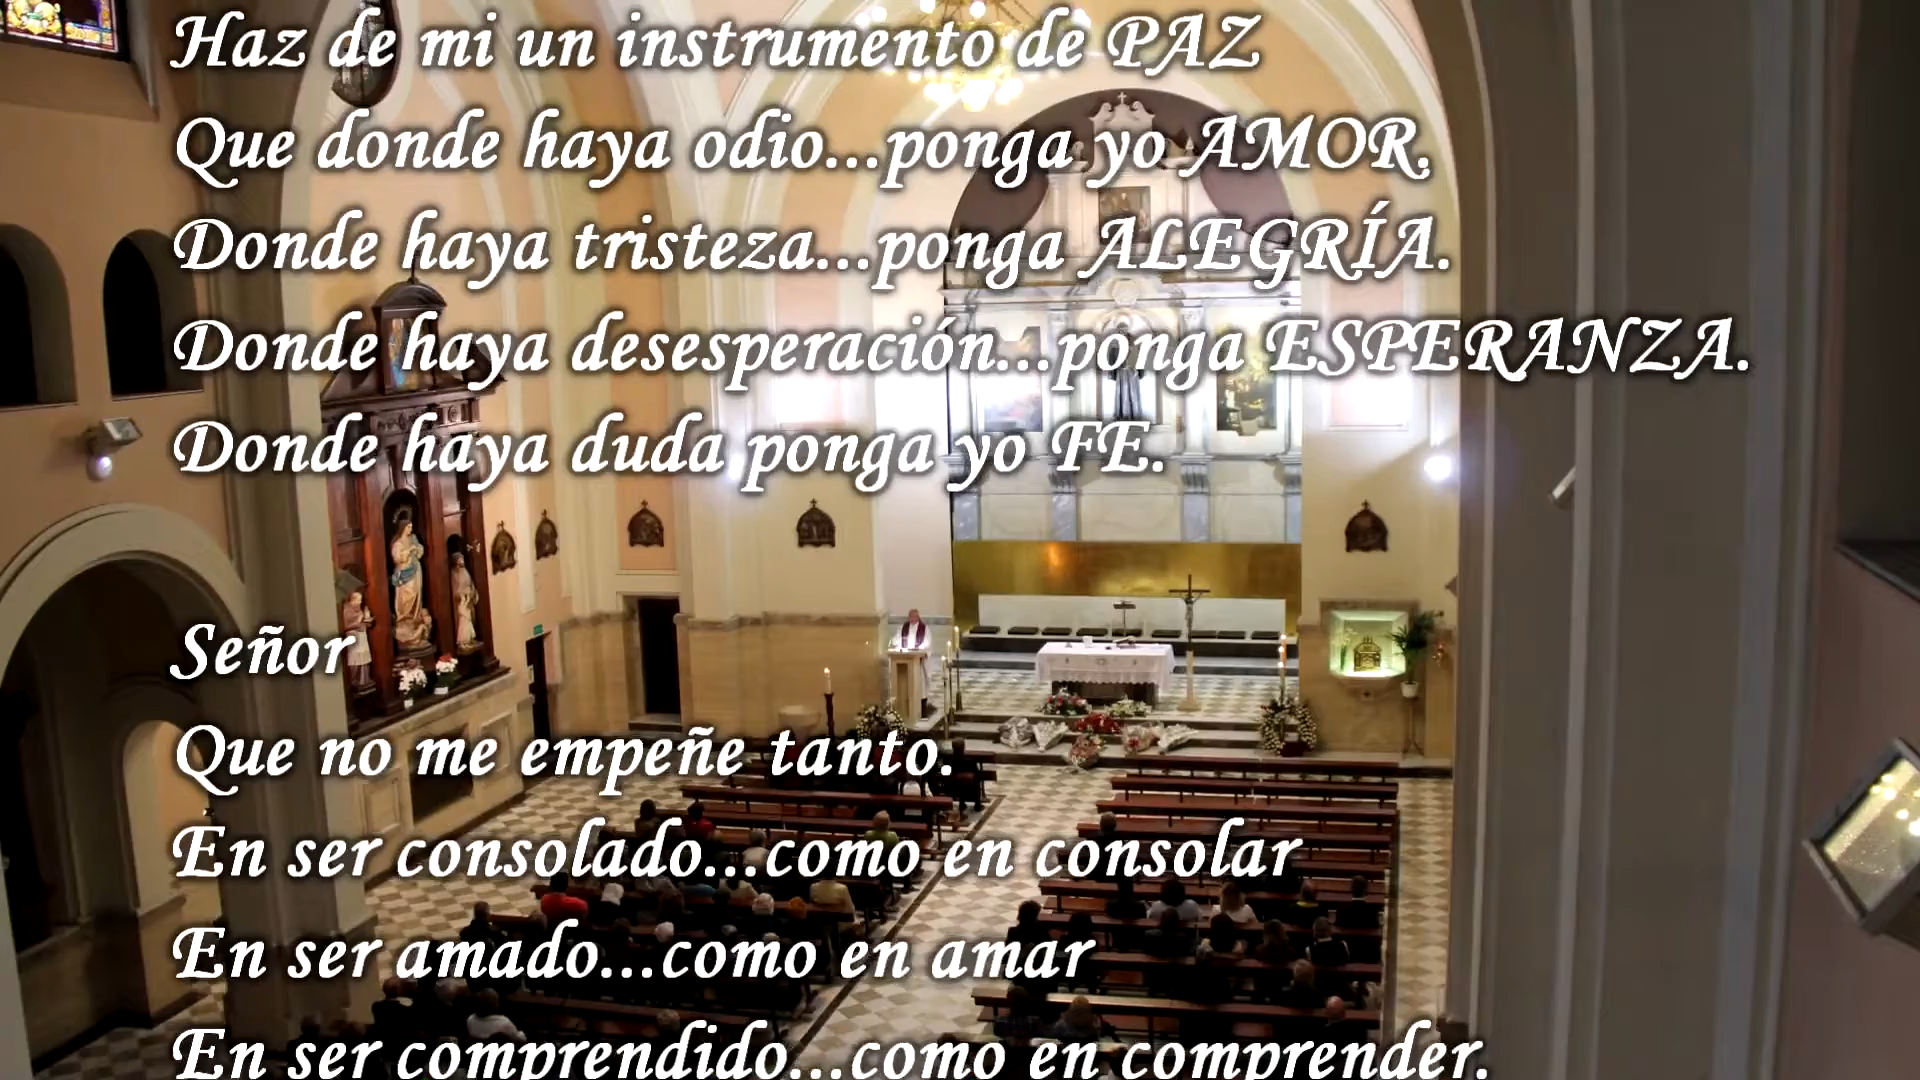 Haz de mi un instrumento de PAZ
Que donde haya odio...ponga yo AMOR.
Donde haya tristeza...ponga ALEGRÍA.
Donde haya desesperación...ponga ESPERANZA.
Donde haya duda ponga yo FE.
Señor
Que no me empeñe tanto.
En ser consolado...como en consolar
En ser amado...como en amar
En ser comprendido...como en comprender.